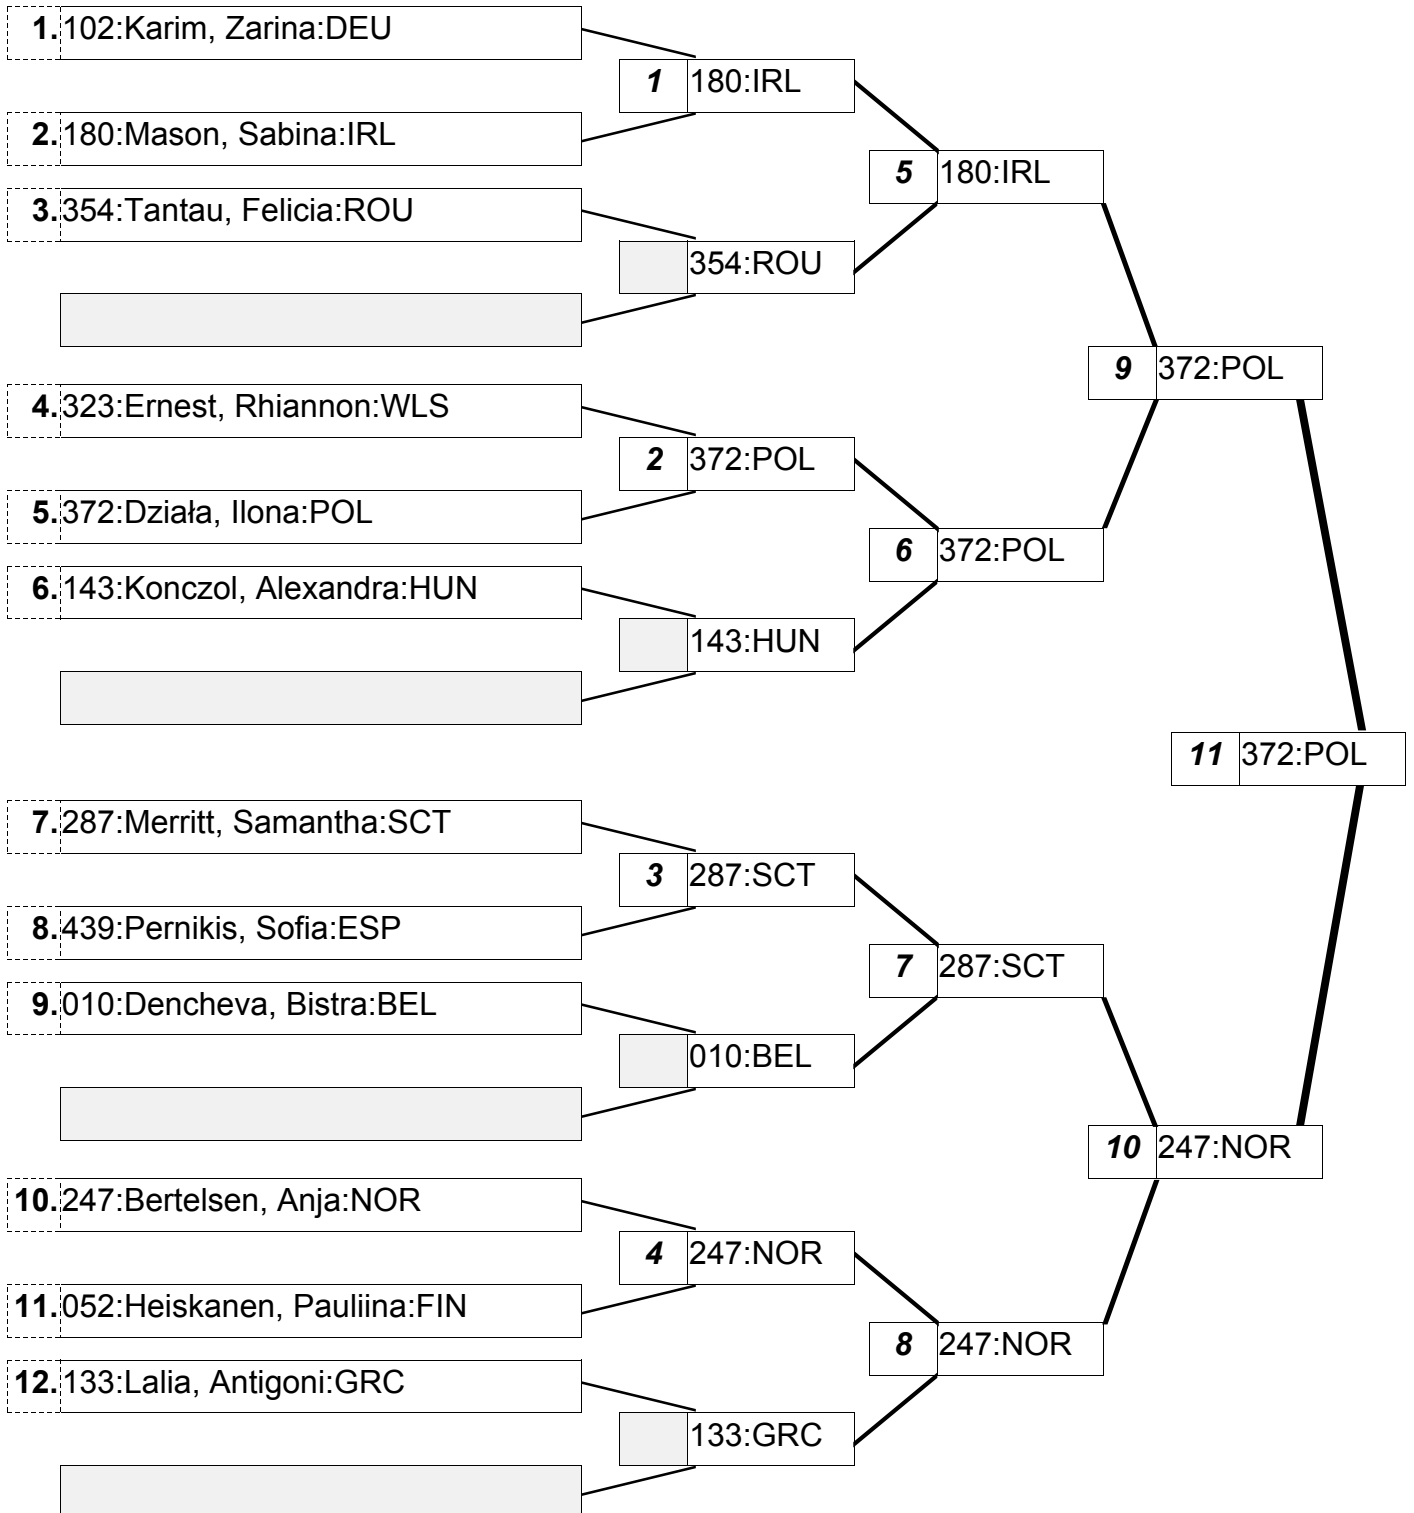 1. 102:Karim, Zarina:DEU
1 180:IRL
2. 180:Mason, Sabina:IRL
5 180:IRL
3. 354:Tantau, Felicia:ROU
354:ROU
9 372:POL
4. 323:Ernest, Rhiannon:WLS
2 372:POL
5. 372:Działa, Ilona:POL
6 372:POL
6. 143:Konczol, Alexandra:HUN
143:HUN
11 372:POL
7. 287:Merritt, Samantha:SCT
3 287:SCT
8. 439:Pernikis, Sofia:ESP
7 287:SCT
9. 010:Dencheva, Bistra:BEL
010:BEL
10 247:NOR
10. 247:Bertelsen, Anja:NOR
4 247:NOR
11. 052:Heiskanen, Pauliina:FIN
8 247:NOR
12. 133:Lalia, Antigoni:GRC
133:GRC